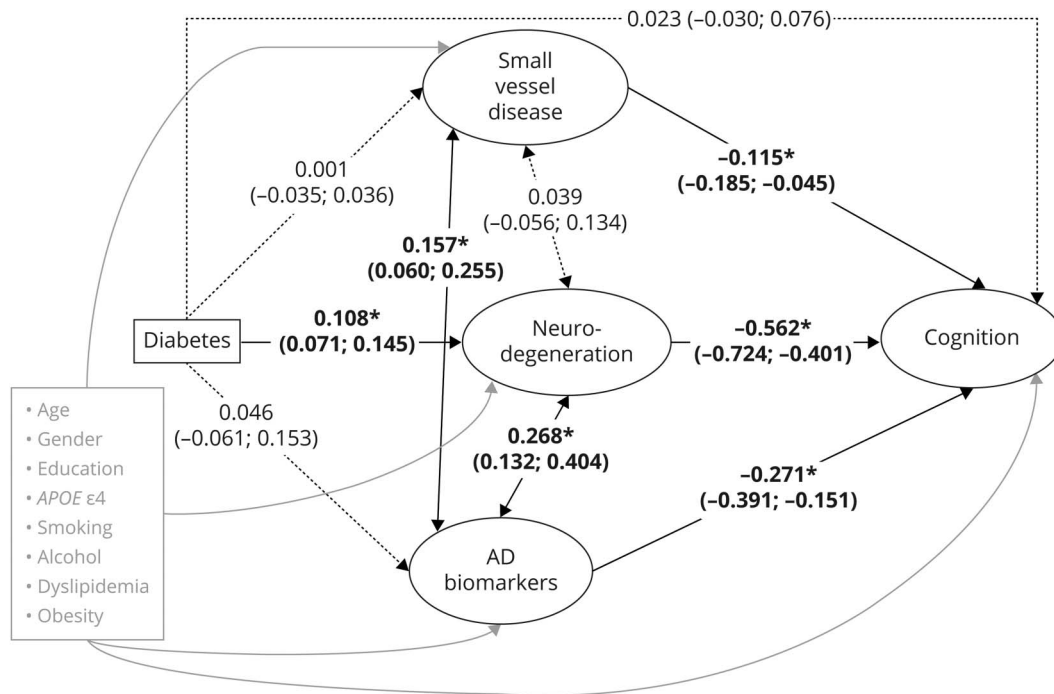 0.023 (–0.030; 0.076)
Small
vessel
disease
0.001
(–0.035; 0.036)
–0.115*
(–0.185; –0.045)
0.039
(–0.056; 0.134)
0.157*
(0.060; 0.255)
Diabetes
0.108*
(0.071; 0.145)
Neuro-
degeneration
–0.562*
(–0.724; –0.401)
Cognition
• Age
• Gender
• Education
• APOE ε4
• Smoking
• Alcohol
• Dyslipidemia
• Obesity
0.046
(–0.061; 0.153)
0.268*
(0.132; 0.404)
–0.271*
(–0.391; –0.151)
AD
biomarkers